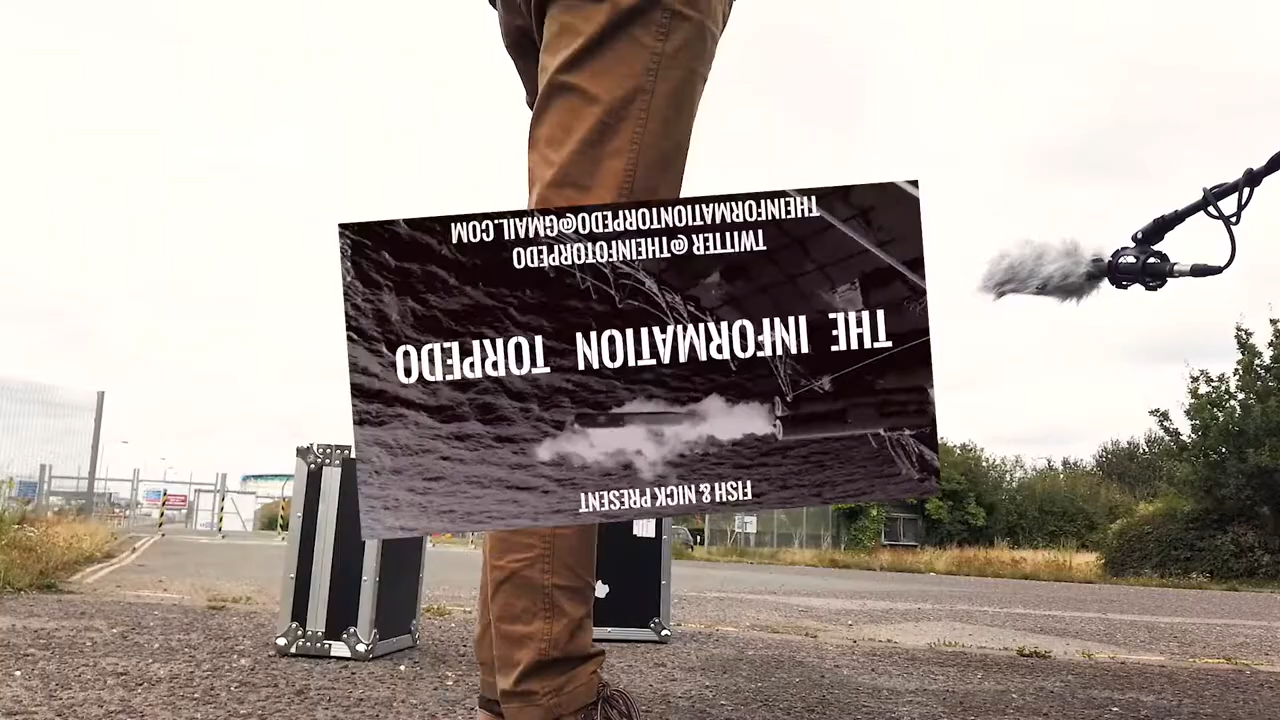 FISH & NICK PRESENT
THE INFORMATION TORPEDO
TWITTER @THEINFOTORPEDO
THEINFORMATIONTORPEDO@GMAIL.COM